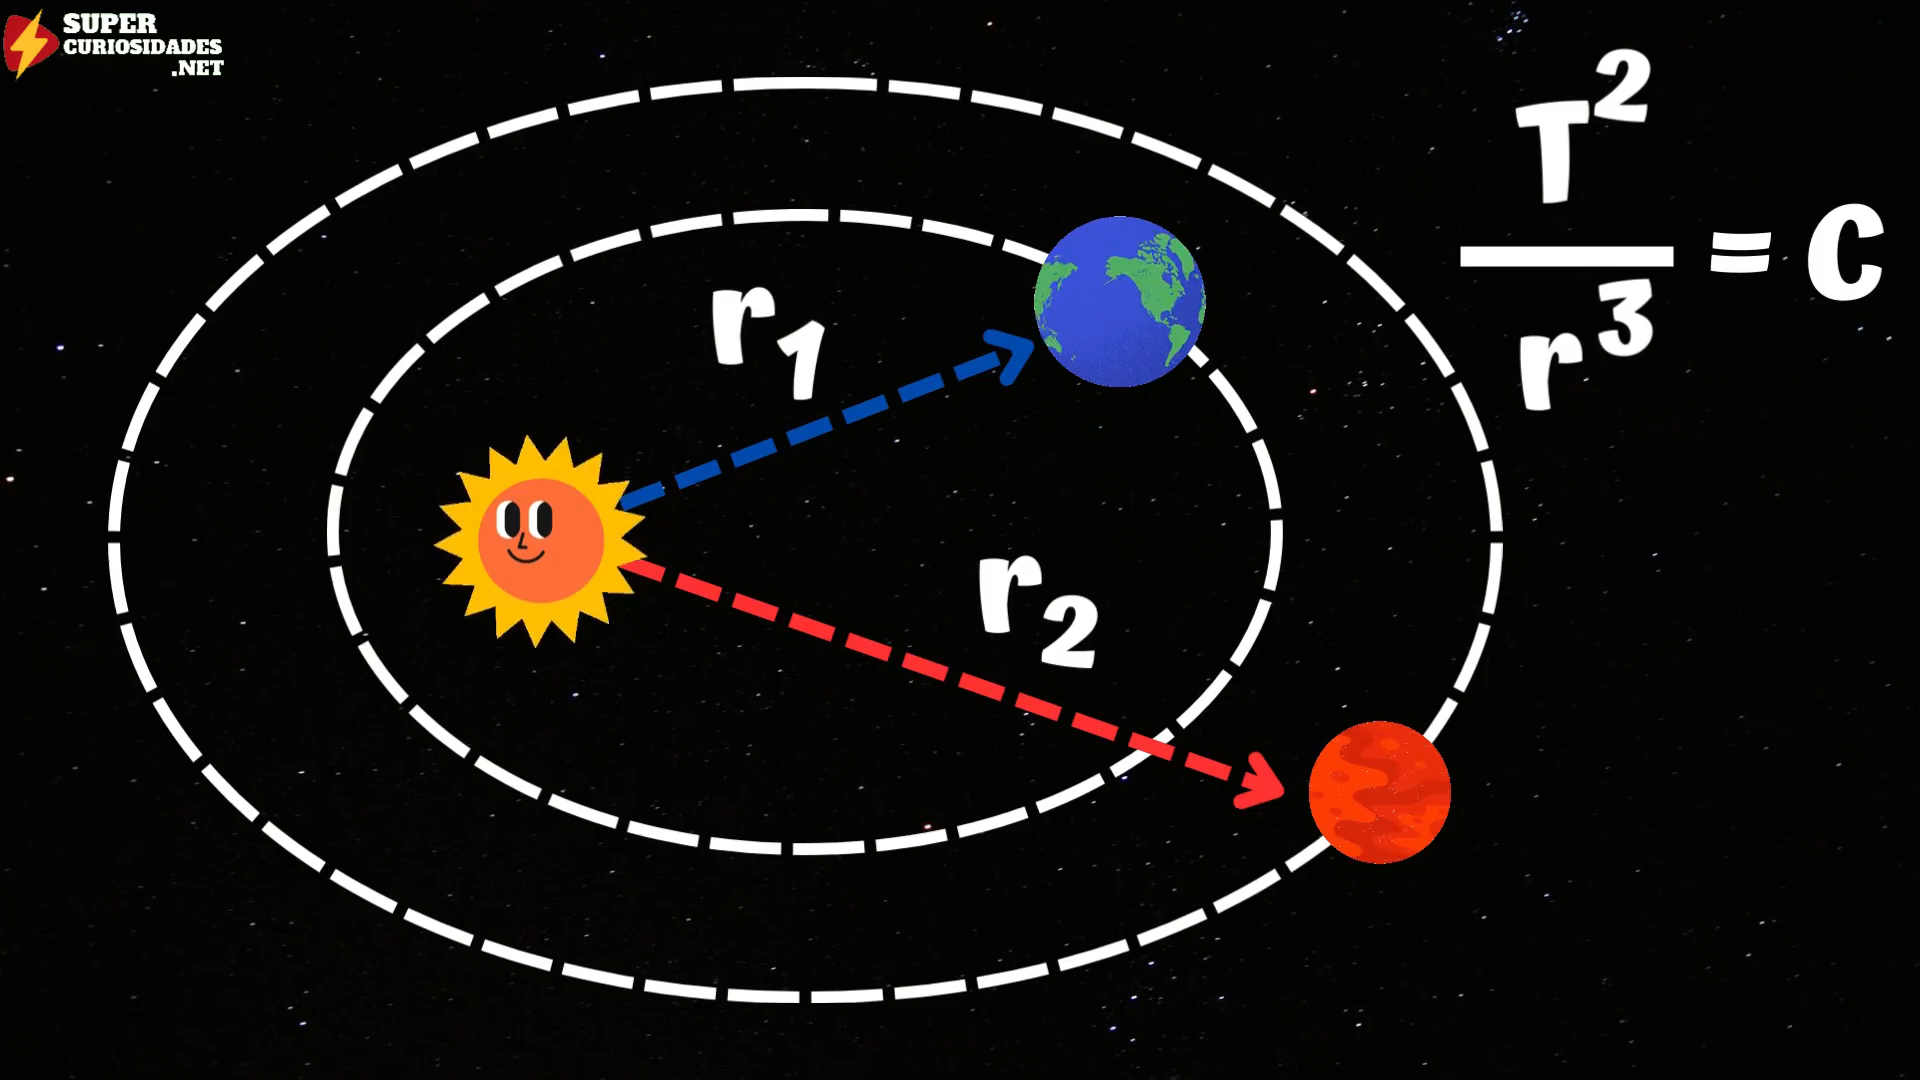 SUPER
CURIOSIDADES
.NET
T²
r³ = C
r₁
r₂